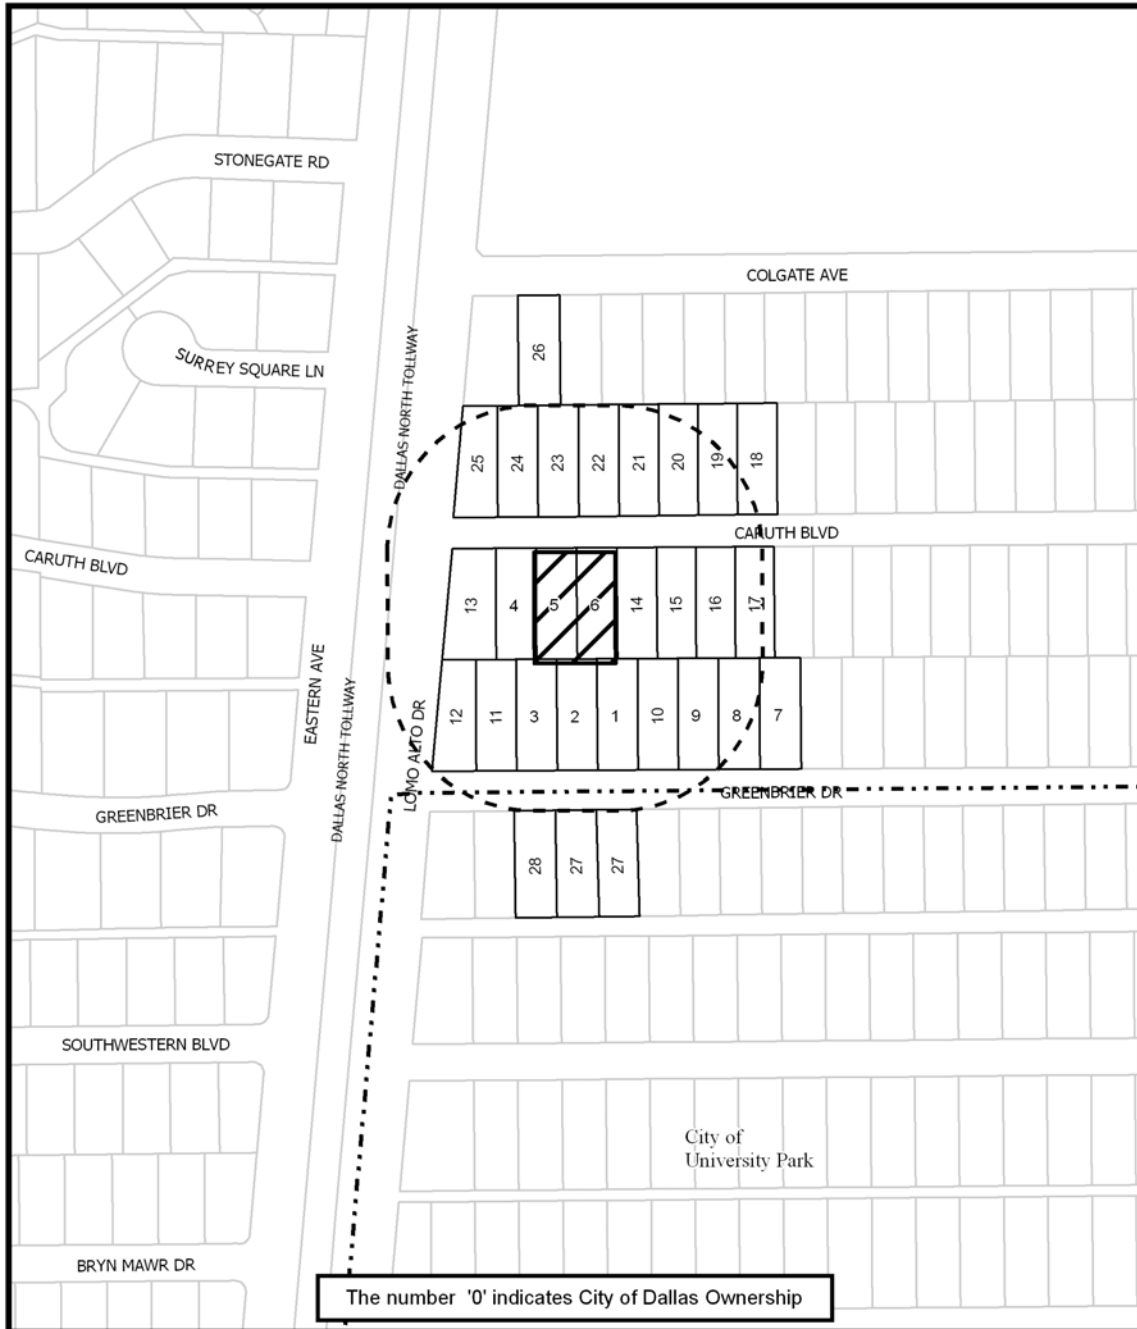 STONEGATE RD
COLGATE AVE
DALLAS NORTH TOLLWAY
SURREY SQUARE LN
26
25
24
23
22
21
20
19
18
CARUTH BLVD
CARUTH BLVD
13
4
5
6
14
15
16
17
EASTERN AVE
DALLAS NORTH TOLLWAY
LOMO ALTO DR
12
11
3
2
1
10
9
8
7
GREENBRIER DR
GREENBRIER DR
28
27
27
SOUTHWESTERN BLVD
City of
University Park
BRYN MAWR DR
The number '0' indicates City of Dallas Ownership